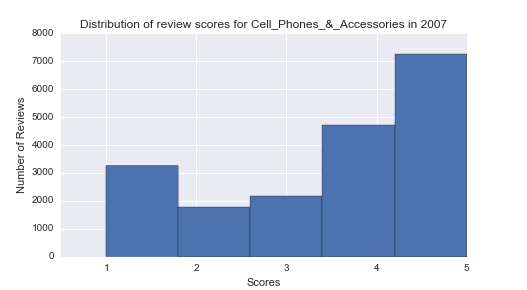 Distribution of review scores for Cell_Phones_&_Accessories in 2007
8000
7000
6000
5000
4000
3000
2000
1000
0
Number of Reviews
1 2 3 4 5
Scores